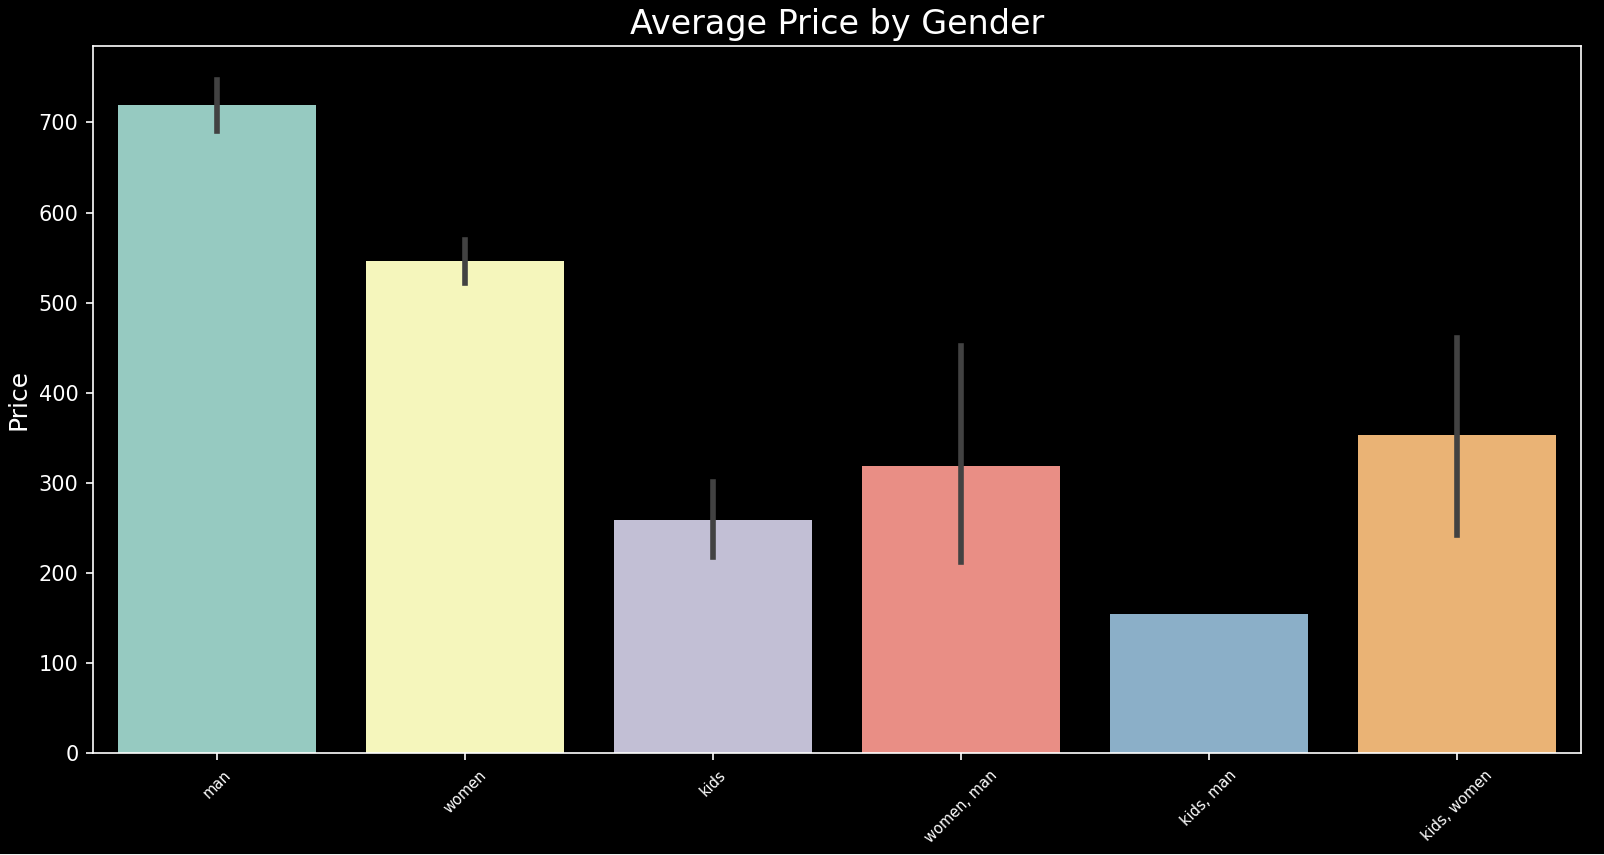 Average Price by Gender
Price
700
600
500
400
300
200
100
0
man
women
kids
women, man
kids, man
kids, women